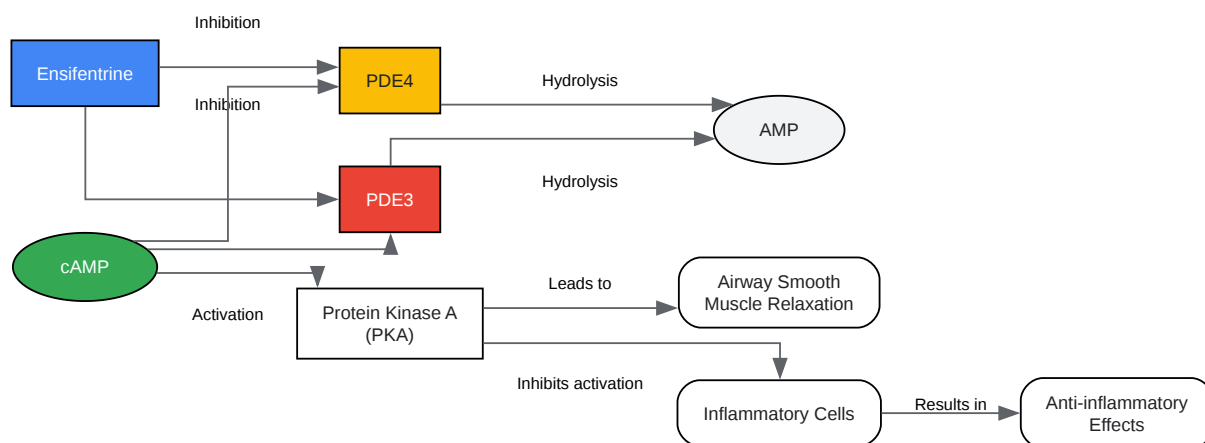 Inhibition
Ensifentrine
PDE4
Hydrolysis
Inhibition
AMP
PDE3
Hydrolysis
cAMP
Activation
Protein Kinase A
(PKA)
Leads to
Airway Smooth
Muscle Relaxation
Inhibits activation
Inflammatory Cells
Results in
Anti-inflammatory
Effects